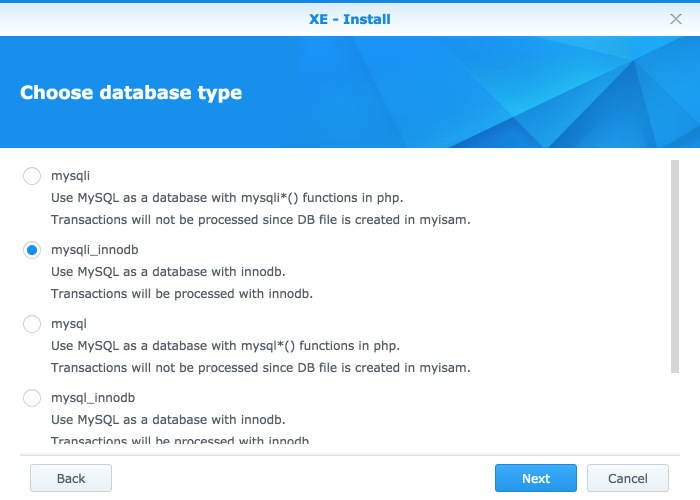 XE - Install
Choose database type
mysqli
Use MySQL as a database with mysqli*() functions in php.
Transactions will not be processed since DB file is created in myisam.
mysqli_innodb
Use MySQL as a database with innodb.
Transactions will be processed with innodb.
mysql
Use MySQL as a database with mysql*() functions in php.
Transactions will not be processed since DB file is created in myisam.
mysql_innodb
Use MySQL as a database with innodb.
Transactions will be processed with innodb.
Back Next Cancel